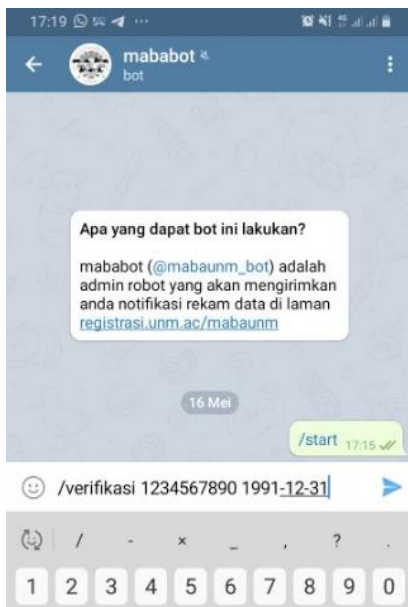 17:19
mababot
bot
Apa yang dapat bot ini lakukan?
mababot (@mabaunm_bot) adalah
admin robot yang akan mengirimkan
anda notifikasi rekam data di laman
registrasi.unm.ac/mabaunm
16 Mei
/start 17:15
/verifikasi 1234567890 1991-12-31
/ - × _ , ? .
1 2 3 4 5 6 7 8 9 0